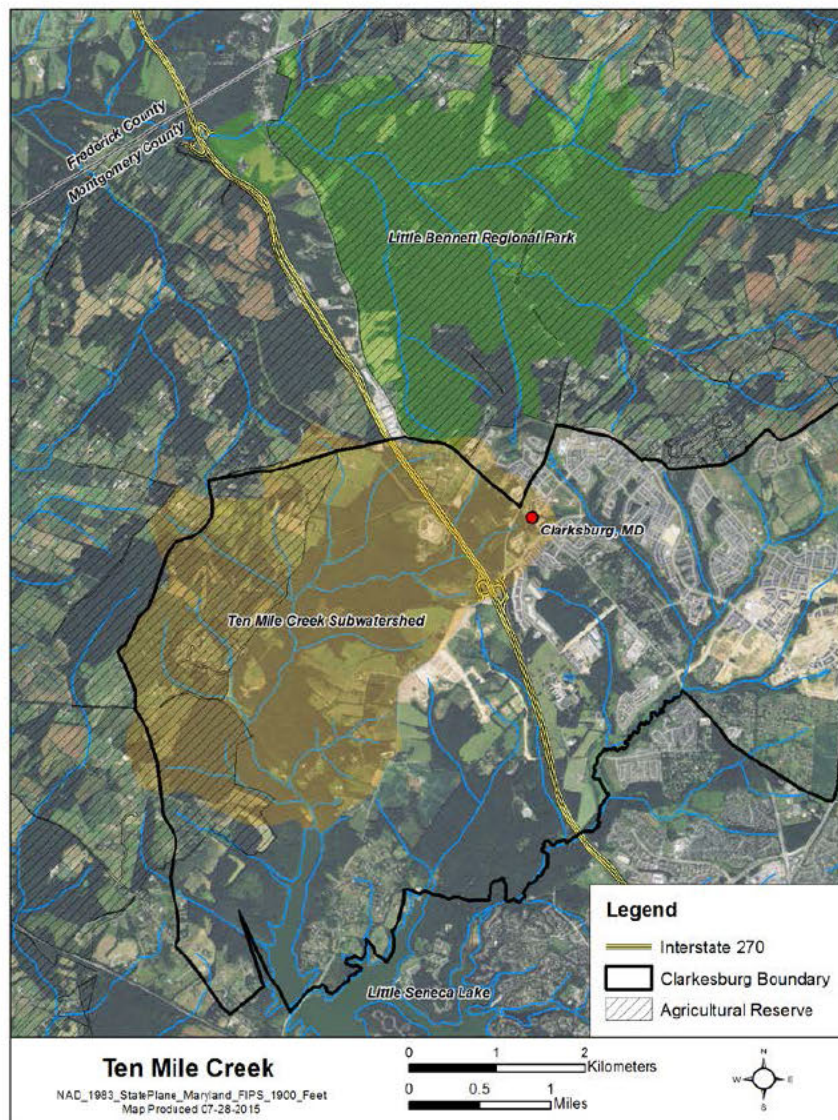 Frederick County
Montgomery County
Little Bennett Regional Park
Clarksburg, MD
Ten Mile Creek Subwatershed
Little Seneca Lake
Legend
Interstate 270
Clarkesburg Boundary
Agricultural Reserve
Ten Mile Creek
NAD_1983_StatePlane_Maryland_FIPS_1900_Feet
Map Produced 07-28-2015
0 1 2
Kilometers
0 0.5 1
Miles
N
W E
S